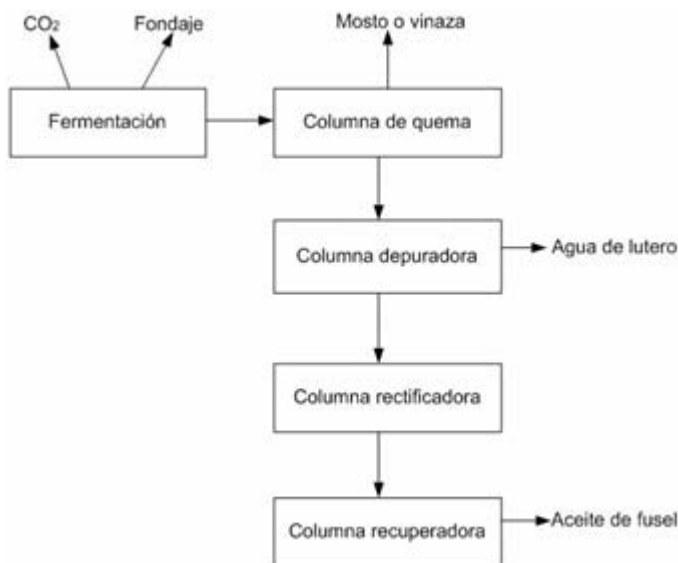 CO2
Fondaje
Mosto o vinaza
Fermentación
Columna de quema
Columna depuradora
Agua de lutero
Columna rectificadora
Columna recuperadora
Aceite de fusel